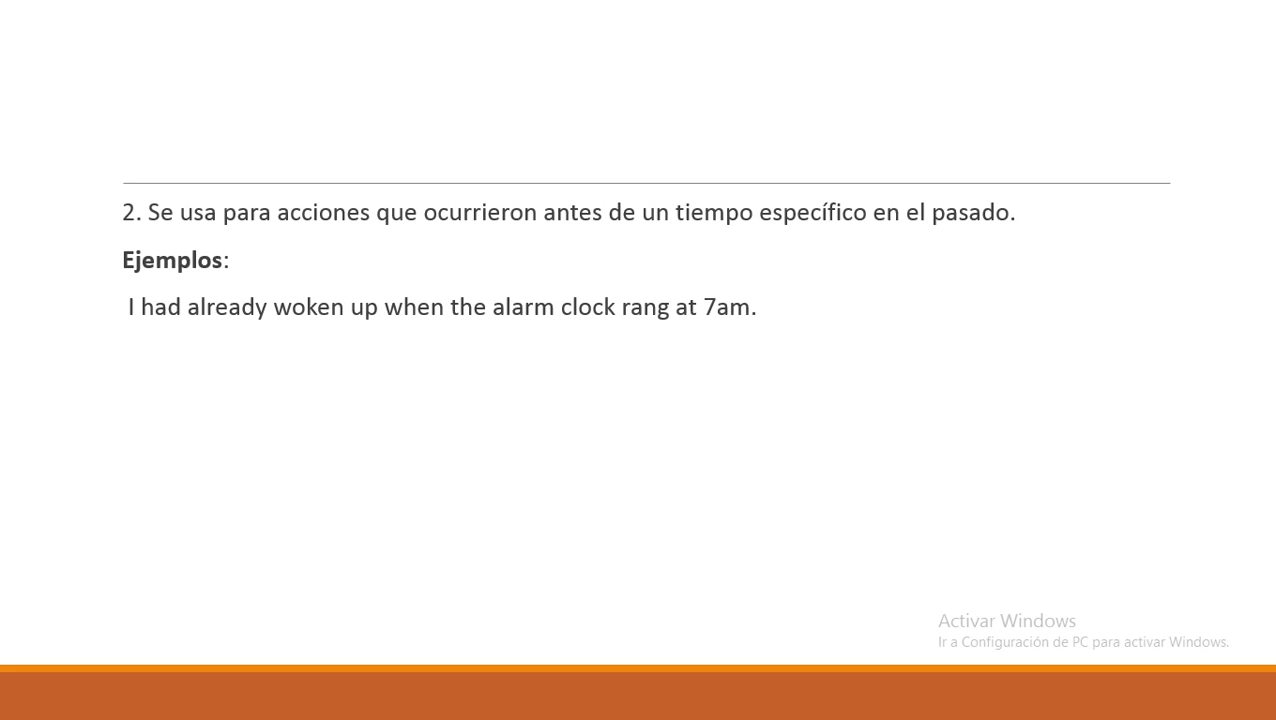 2. Se usa para acciones que ocurrieron antes de un tiempo específico en el pasado.
Ejemplos:
I had already woken up when the alarm clock rang at 7am.
Activar Windows
Ir a Configuración de PC para activar Windows.